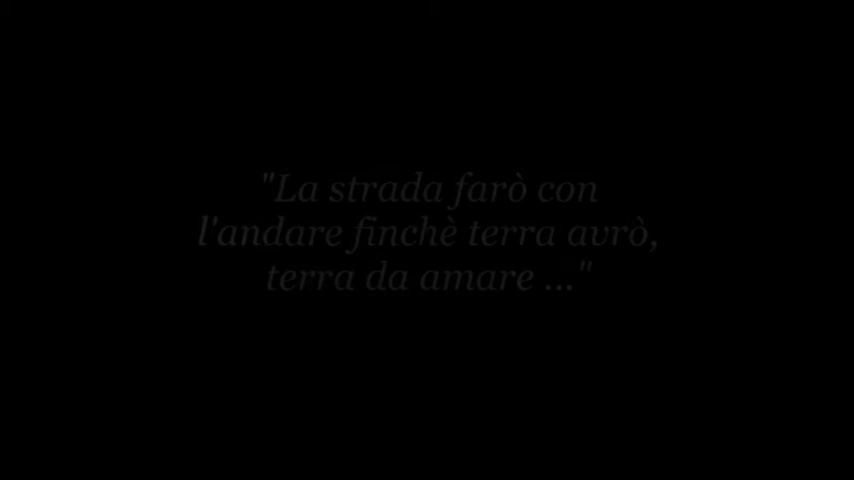 "La strada farò con
l'andare finchè terra avrò,
terra da amare ..."